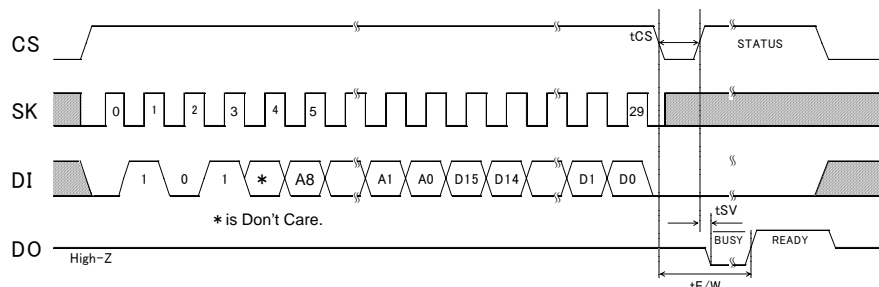 CS tCS STATUS
SK 0 1 2 3 4 5 29
DI 1 0 1 * A8 A1 A0 D15 D14 D1 D0
* is Don't Care.
tSV
DO High-Z BUSY READY
tE/W